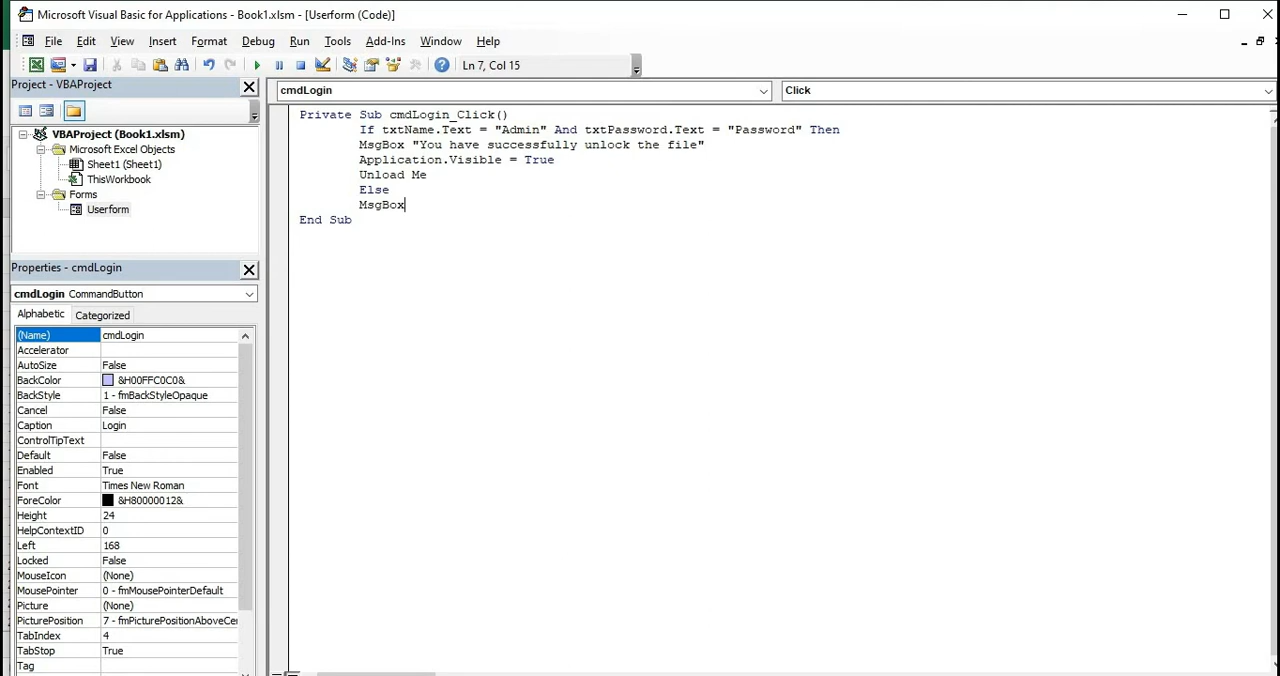 Microsoft Visual Basic for Applications - Book1.xlsm - [Userform (Code)]
File Edit View Insert Format Debug Run Tools Add-Ins Window Help
Ln 7, Col 15
Project - VBAProject
VBAProject (Book1.xlsm)
Microsoft Excel Objects
Sheet1 (Sheet1)
ThisWorkbook
Forms
Userform
cmdLogin
Click
Private Sub cmdLogin_Click()
If txtName.Text = "Admin" And txtPassword.Text = "Password" Then
MsgBox "You have successfully unlock the file"
Application.Visible = True
Unload Me
Else
MsgBox
End Sub
Properties - cmdLogin
cmdLogin CommandButton
Alphabetic Categorized
(Name) cmdLogin
Accelerator
AutoSize False
BackColor &H00FFC0C0&
BackStyle 1 - fmBackStyleOpaque
Cancel False
Caption Login
ControlTipText
Default False
Enabled True
Font Times New Roman
ForeColor &H80000012&
Height 24
HelpContextID 0
Left 168
Locked False
MouseIcon (None)
MousePointer 0 - fmMousePointerDefault
Picture (None)
PicturePosition 7 - fmPicturePositionAboveCe
TabIndex 4
TabStop True
Tag